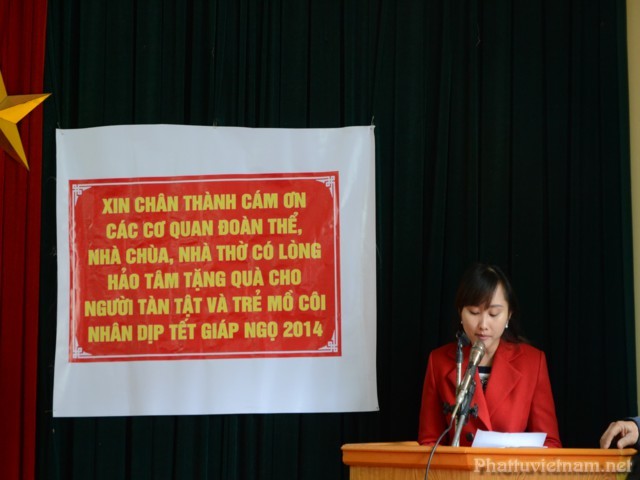 XIN CHÂN THÀNH CÁM ƠN
CÁC CƠ QUAN ĐOÀN THỂ,
NHÀ CHÙA, NHÀ THỜ CÓ LÒNG
HẢO TÂM TẶNG QUÀ CHO
NGƯỜI TÀN TẬT VÀ TRẺ MỒ CÔI
NHÂN DỊP TẾT GIÁP NGỌ 2014
Phattuvietnam.net